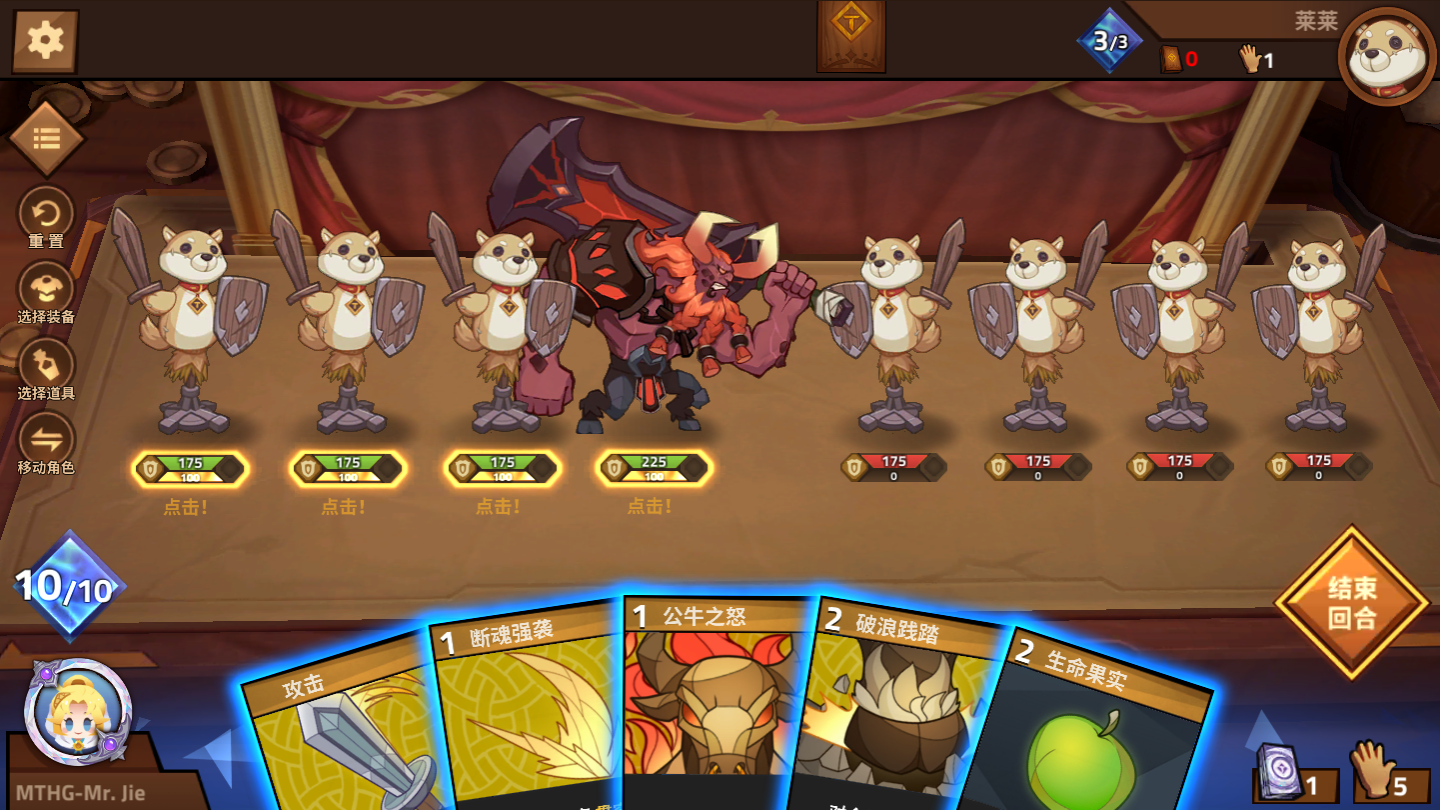 莱莱
3/3
0
1
重置
选择装备
选择道具
移动角色
175
100
点击!
175
100
点击!
175
100
点击!
225
100
点击!
175
0
175
0
175
0
175
0
10/10
结束
回合
攻击
1 断魂强袭
1 公牛之怒
2 破浪践踏
2 生命果实
MTHG-Mr. Jie
1
5